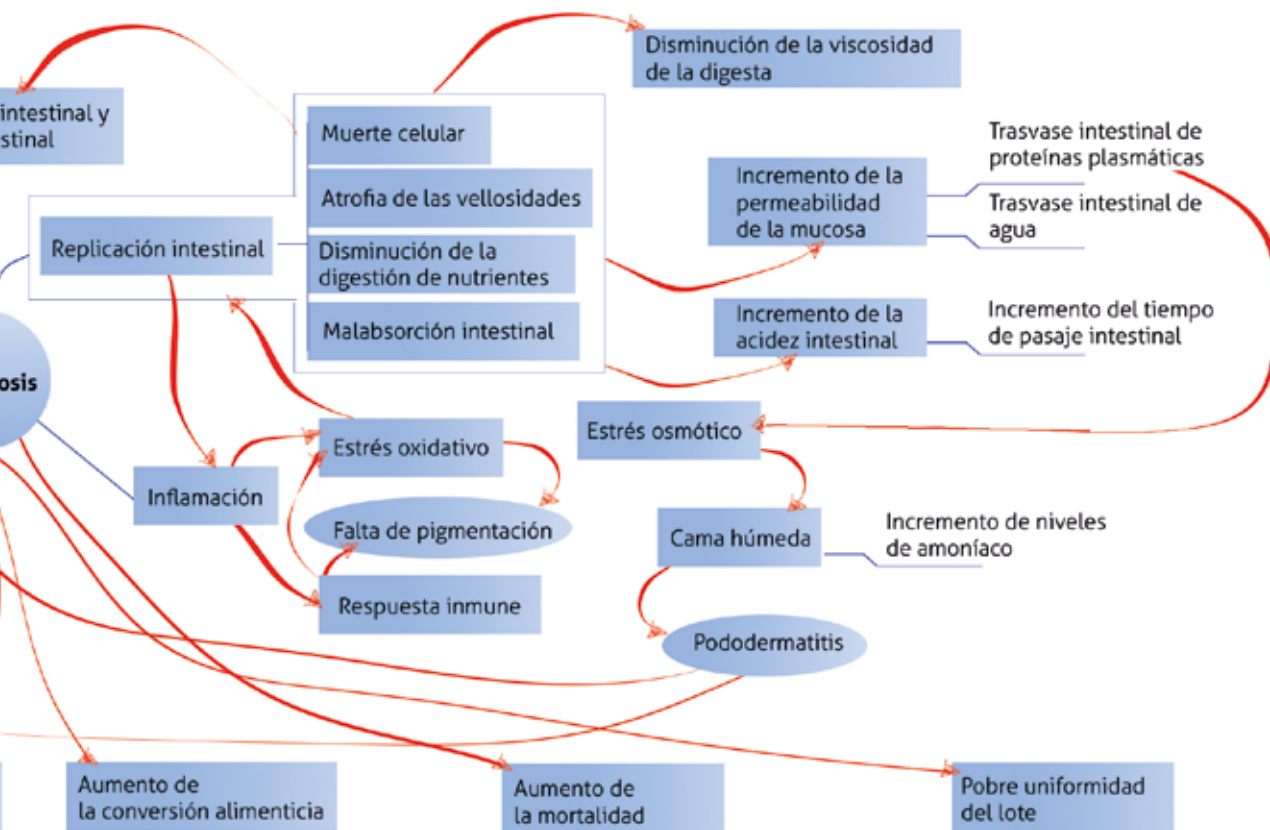 Disminución de la viscosidad
de la digesta
intestinal y
stinal
Muerte celular
Atrofia de las vellosidades
Disminución de la
digestión de nutrientes
Malabsorción intestinal
Replicación intestinal
Incremento de la
permeabilidad
de la mucosa
Trasvase intestinal de
proteínas plasmáticas
Trasvase intestinal de
agua
Incremento de la
acidez intestinal
Incremento del tiempo
de pasaje intestinal
osis
Estrés oxidativo
Estrés osmótico
Inflamación
Falta de pigmentación
Respuesta inmune
Cama húmeda
Incremento de niveles
de amoníaco
Pododermatitis
Aumento de
la conversión alimenticia
Aumento de
la mortalidad
Pobre uniformidad
del lote